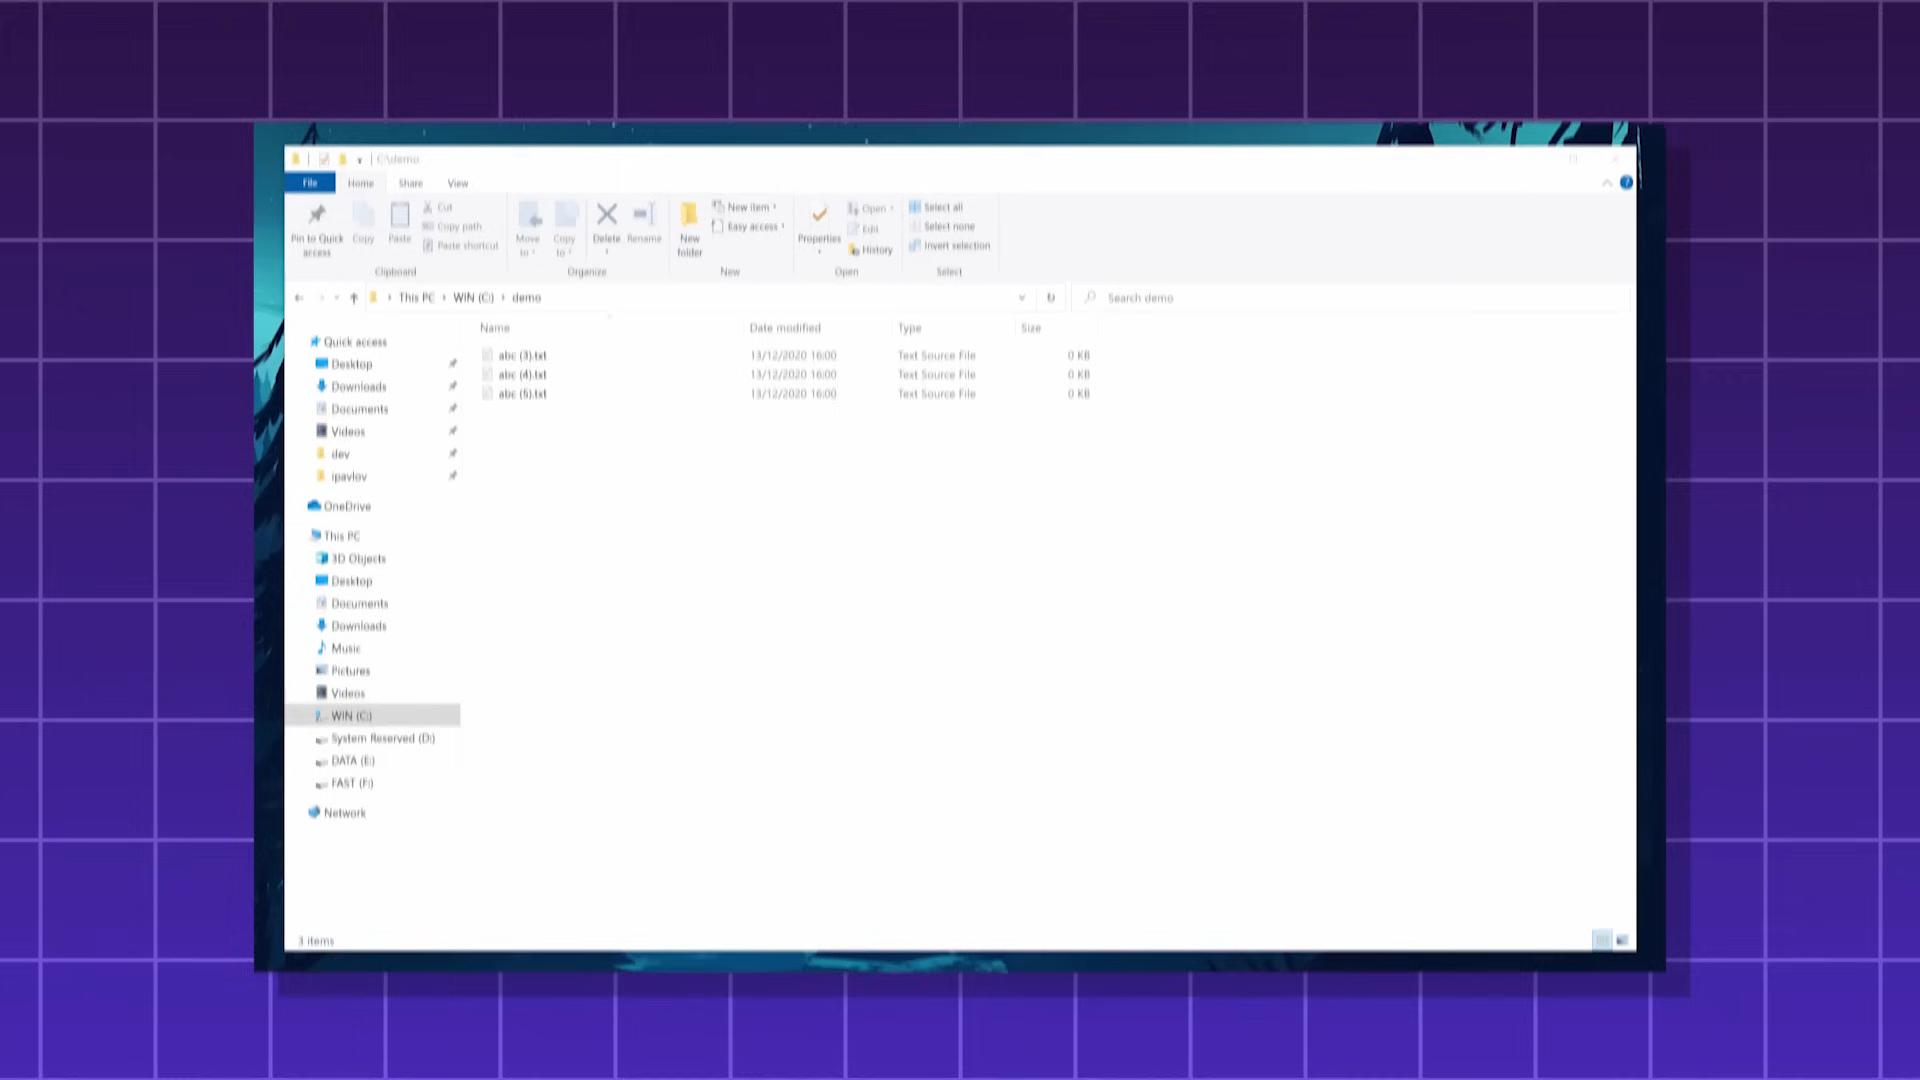 C:\demo
File Home Share View
Pin to Quick access
Copy
Paste
Cut
Copy path
Paste shortcut
Clipboard
Move to
Copy to
Delete
Rename
Organize
New folder
New item
Easy access
New
Properties
Open
Edit
History
Open
Select all
Select none
Invert selection
Select
This PC › WIN (C:) › demo
Search demo
Name Date modified Type Size
abc (3).txt 13/12/2020 16:00 Text Source File 0 KB
abc (4).txt 13/12/2020 16:00 Text Source File 0 KB
abc (5).txt 13/12/2020 16:00 Text Source File 0 KB
Quick access
Desktop
Downloads
Documents
Videos
dev
ipavlov
OneDrive
This PC
3D Objects
Desktop
Documents
Downloads
Music
Pictures
Videos
WIN (C:)
System Reserved (D:)
DATA (E:)
FAST (F:)
Network
3 items